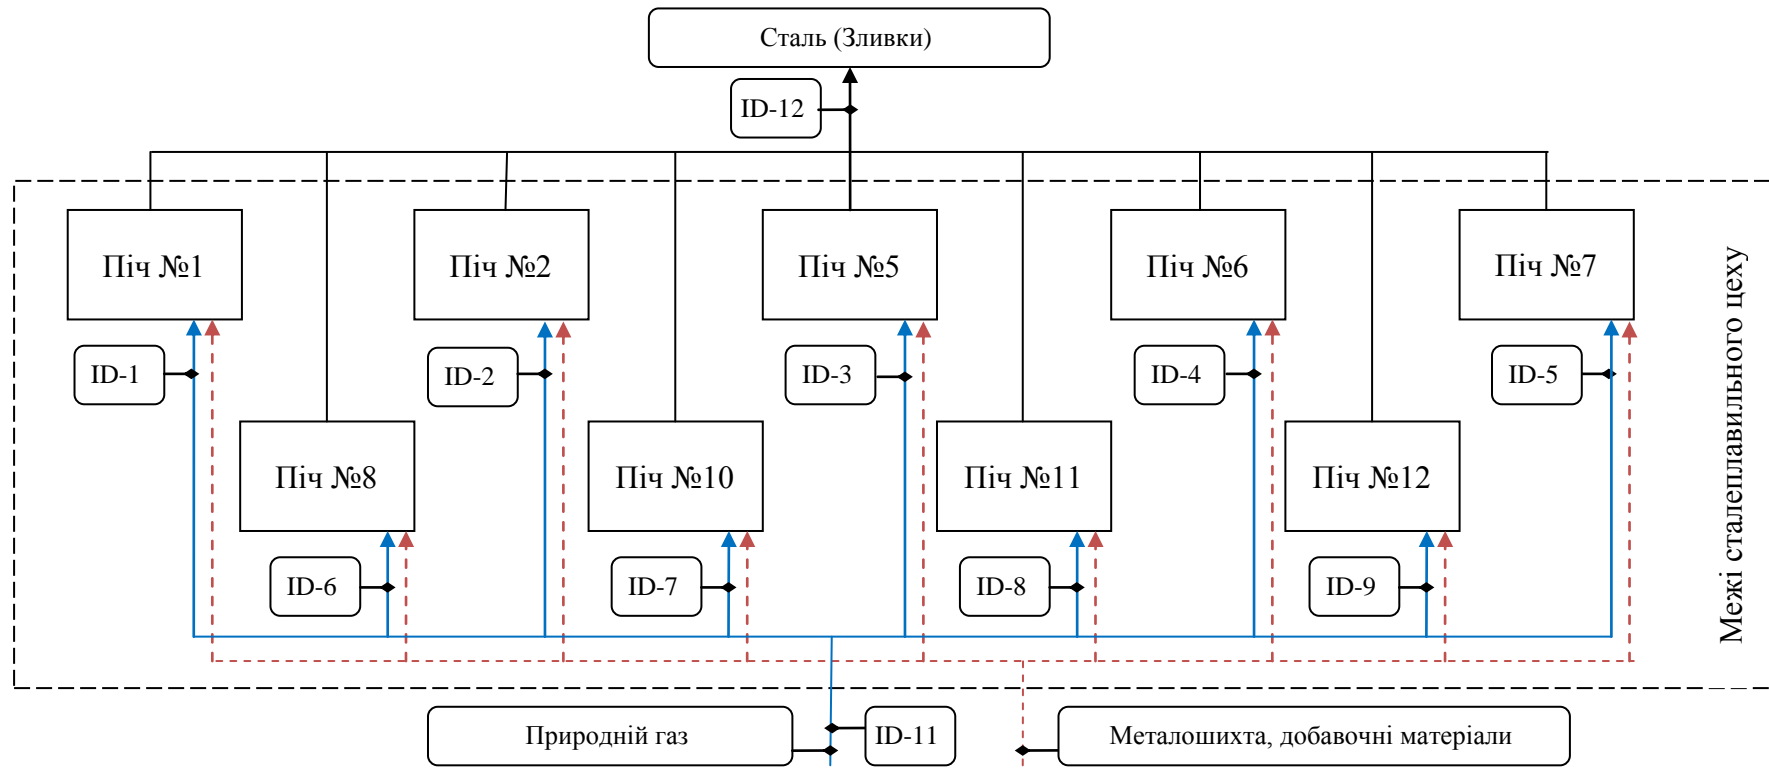 Сталь (Зливки)
ID-12
Піч №1
Піч №2
Піч №5
Піч №6
Піч №7
ID-1
ID-2
ID-3
ID-4
ID-5
Піч №8
Піч №10
Піч №11
Піч №12
ID-6
ID-7
ID-8
ID-9
Межі сталеплавильного цеху
Природній газ
ID-11
Металошихта, добавочні матеріали